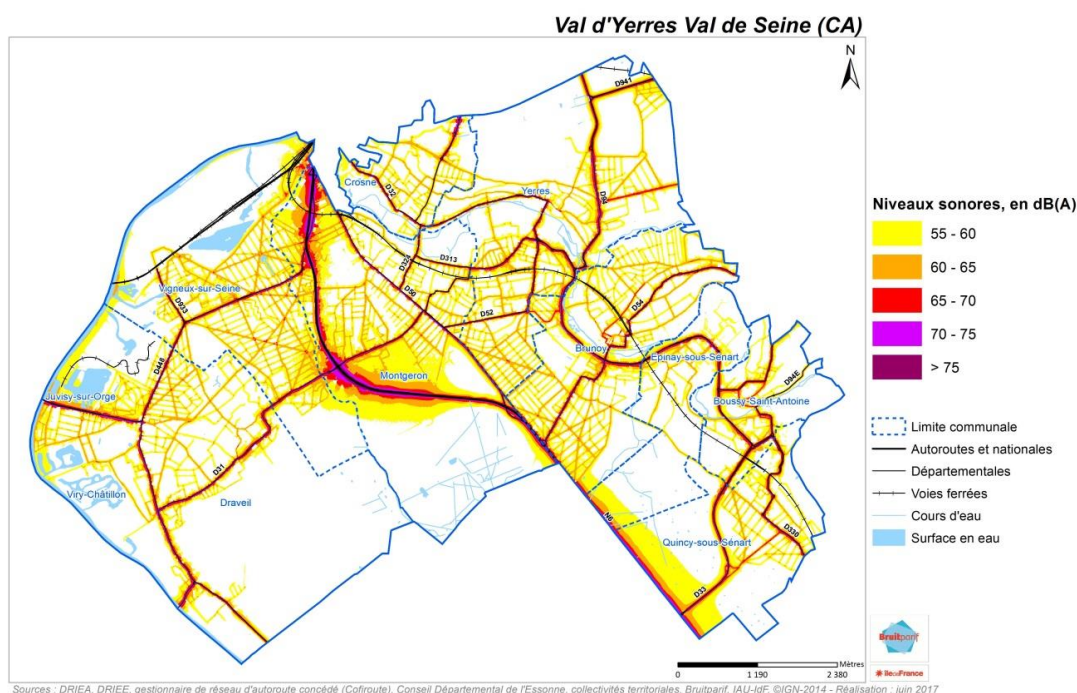 Val d'Yerres Val de Seine (CA)
N
D941
Crosne
D32
Yerres
D94
D324
D313
Vigneux-sur-Seine
D50
D933
D52
D54
Brunoy
Epinay-sous-Sénart
D448
Montgeron
D94E
Juvisy-sur-Orge
Boussy-Saint-Antoine
D31
Viry-Châtillon
Draveil
N6
Quincy-sous-Sénart
D330
D33
Niveaux sonores, en dB(A)
55 - 60
60 - 65
65 - 70
70 - 75
> 75
Limite communale
Autoroutes et nationales
Départementales
Voies ferrées
Cours d'eau
Surface en eau
Bruitparif
îledeFrance
Mètres
0 1 190 2 380
Sources : DRIEA, DRIEE, gestionnaire de réseau d'autoroute concédé (Cofiroute), Conseil Départemental de l'Essonne, collectivités territoriales, Bruitparif, IAU-IdF, ©IGN-2014 - Réalisation : juin 2017